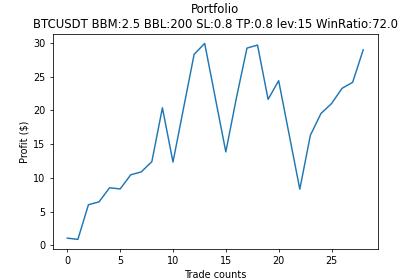 Portfolio
BTCUSDT BBM:2.5 BBL:200 SL:0.8 TP:0.8 lev:15 WinRatio:72.0
Profit ($)
30
25
20
15
10
5
0
0 5 10 15 20 25
Trade counts